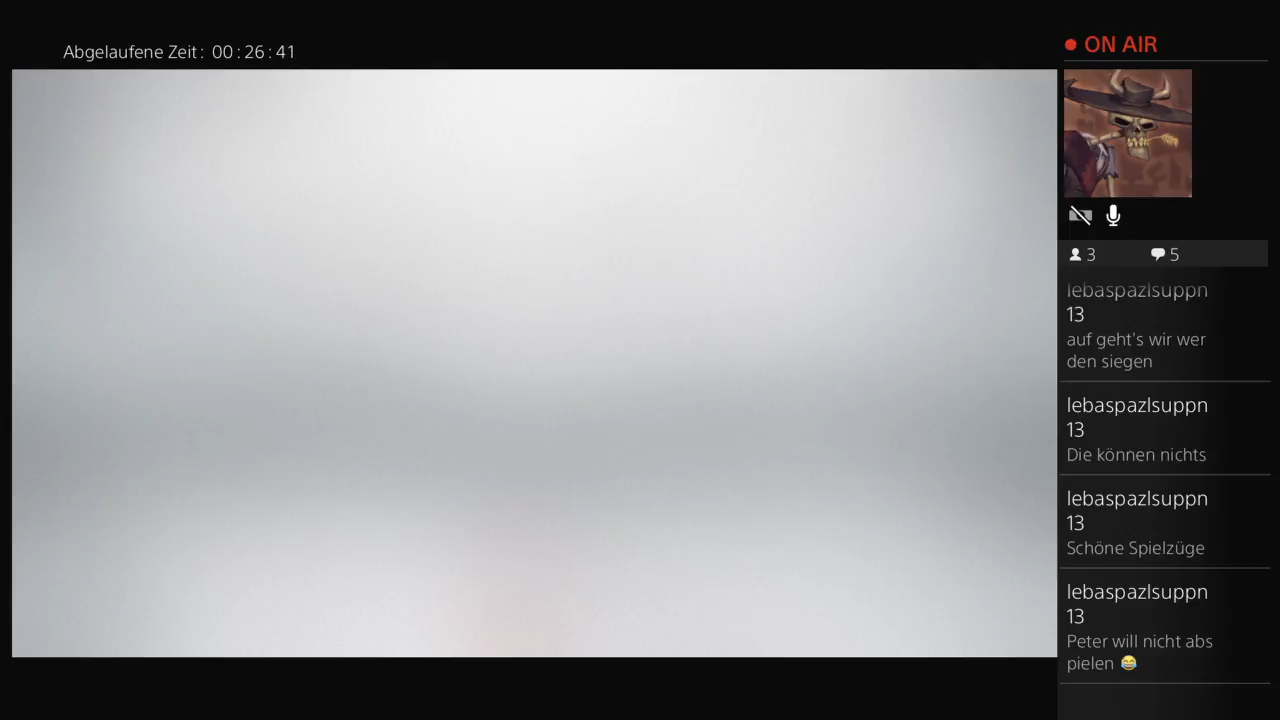 Abgelaufene Zeit: 00:26:41
ON AIR
3
5
lebaspazlsuppn
13
auf geht's wir wer
den siegen
lebaspazlsuppn
13
Die können nichts
lebaspazlsuppn
13
Schöne Spielzüge
lebaspazlsuppn
13
Peter will nicht abs
pielen 😂